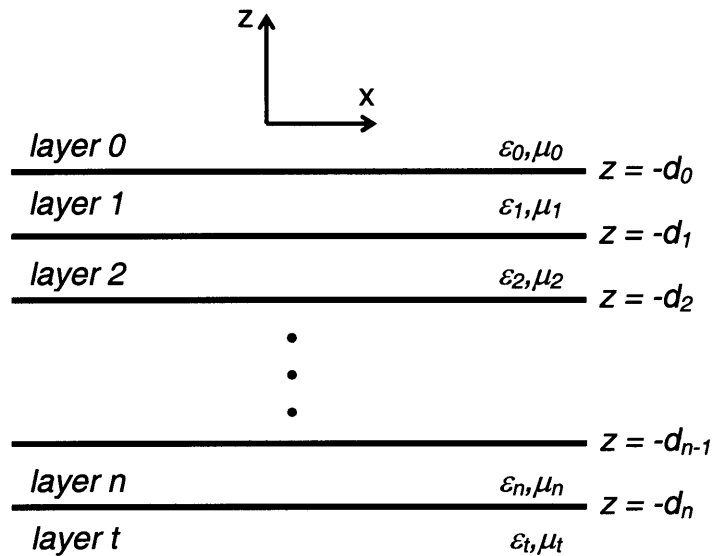 z
x
layer 0 ε₀,μ₀ z = -d₀
layer 1 ε₁,μ₁ z = -d₁
layer 2 ε₂,μ₂ z = -d₂
z = -dₙ₋₁
layer n εₙ,μₙ z = -dₙ
layer t εₜ,μₜ